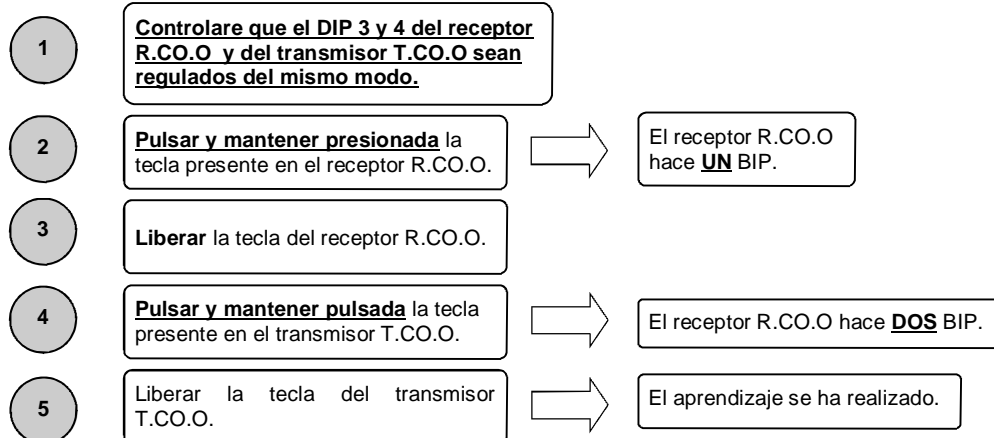 1
Controlare que el DIP 3 y 4 del receptor
R.CO.O y del transmisor T.CO.O sean
regulados del mismo modo.
2
Pulsar y mantener presionada la
tecla presente en el receptor R.CO.O.
El receptor R.CO.O
hace UN BIP.
3
Liberar la tecla del receptor R.CO.O.
4
Pulsar y mantener pulsada la tecla
presente en el transmisor T.CO.O.
El receptor R.CO.O hace DOS BIP.
5
Liberar la tecla del transmisor
T.CO.O.
El aprendizaje se ha realizado.